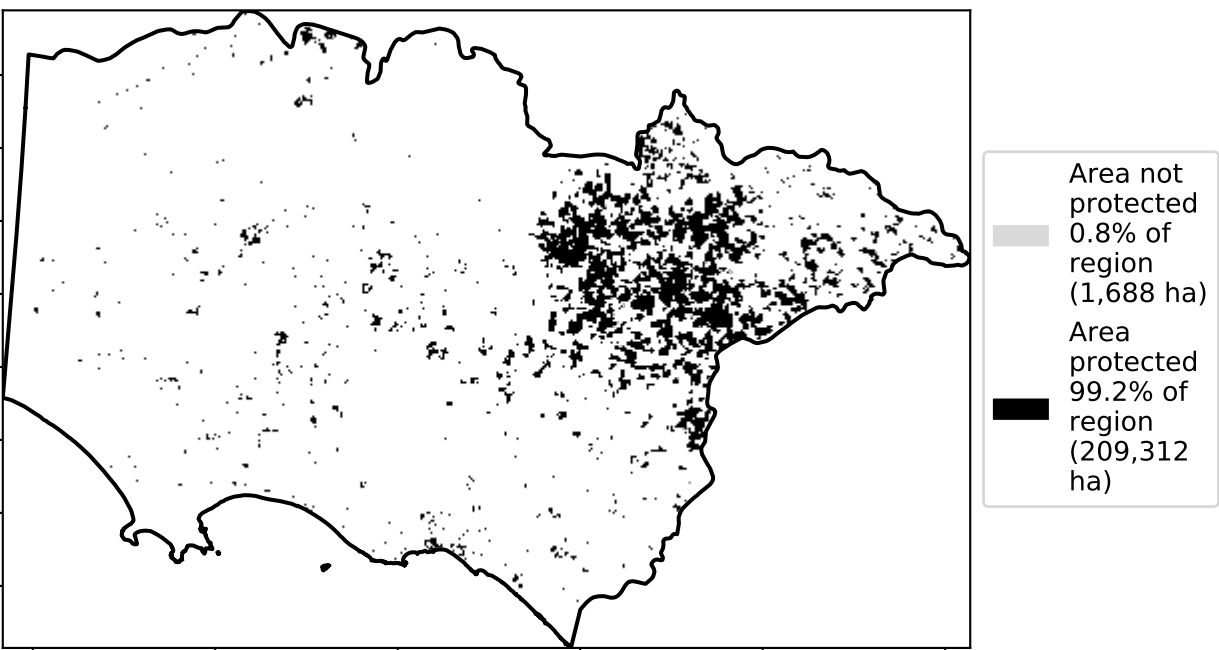 Area not
protected
0.8% of
region
(1,688 ha)
Area
protected
99.2% of
region
(209,312
ha)